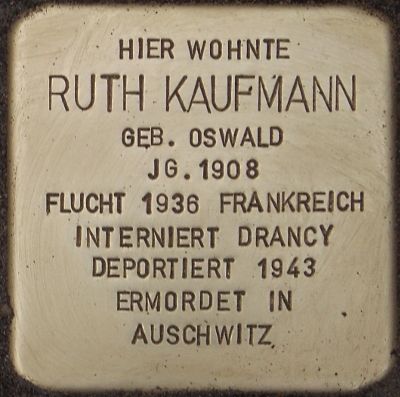 HIER WOHNTE
RUTH KAUFMANN
GEB. OSWALD
JG. 1908
FLUCHT 1936 FRANKREICH
INTERNIERT DRANCY
DEPORTIERT 1943
ERMORDET IN
AUSCHWITZ